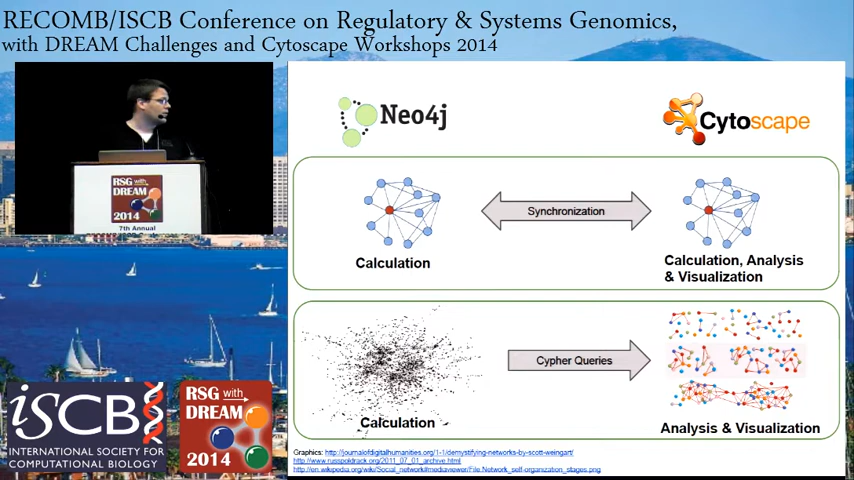 RECOMB/ISCB Conference on Regulatory & Systems Genomics,
with DREAM Challenges and Cytoscape Workshops 2014
RSG with
DREAM
2014
7th Annual
Neo4j
Cytoscape
Synchronization
Calculation
Calculation, Analysis
& Visualization
Cypher Queries
Calculation
Analysis & Visualization
Graphics: http://journalofdigitalhumanities.org/1-1/demystifying-networks-by-scott-weingart/
http://www.russpoldrack.org/2011_07_01_archive.html
http://en.wikipedia.org/wiki/Social_network#mediaviewer/File:Network_self-organization_stages.png
iSCB
INTERNATIONAL SOCIETY FOR
COMPUTATIONAL BIOLOGY
RSG with
DREAM
2014